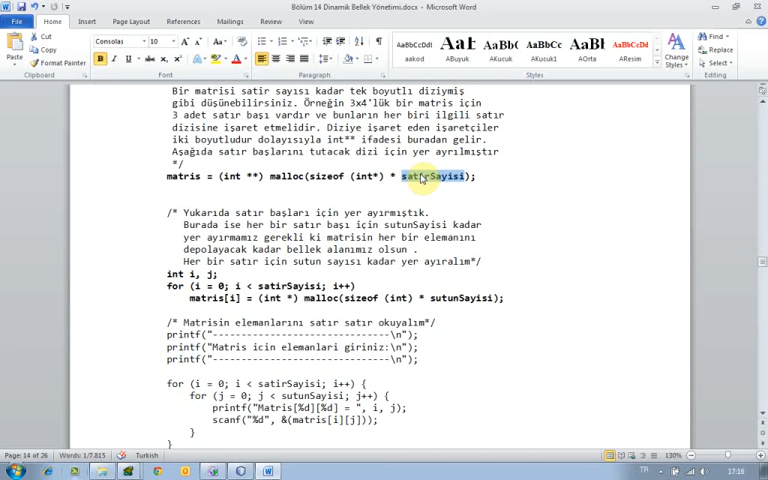 Bölüm 14 Dinamik Bellek Yönetimi.docx - Microsoft Word
File Home Insert Page Layout References Mailings Review View
Paste
Cut
Copy
Format Painter
Clipboard
Consolas 10
Font
Paragraph
AaBbCcDdI AaBl AaBbCc AaBbCc AaBbl AaBbCcL
aakod ABuyuk AKucuk AKucuk1 AOrta AResim
Change Styles
Styles
Find
Replace
Select
Editing
Bir matrisi satir sayısı kadar tek boyutlı diziymiş
gibi düşünebilirsiniz. Örneğin 3x4'lük bir matris için
3 adet satır başı vardır ve bunların her biri ilgili satır
dizisine işaret etmelidir. Diziye işaret eden işaretçiler
iki boyutludur dolayısıyla int** ifadesi buradan gelir.
Aşağıda satır başlarını tutacak dizi için yer ayrılmıştır
*/
matris = (int **) malloc(sizeof (int*) * satirSayisi);
/* Yukarıda satır başları için yer ayırmıştık.
Burada ise her bir satır başı için sutunSayisi kadar
yer ayırmamız gerekli ki matrisin her bir elemanını
depolayacak kadar bellek alanımız olsun .
Her bir satır için sutun sayısı kadar yer ayıralım*/
int i, j;
for (i = 0; i < satirSayisi; i++)
matris[i] = (int *) malloc(sizeof (int) * sutunSayisi);
/* Matrisin elemanlarını satır satır okuyalım*/
printf("-------------------------------\n");
printf("Matris icin elemanlari giriniz:\n");
printf("-------------------------------\n");
for (i = 0; i < satirSayisi; i++) {
for (j = 0; j < sutunSayisi; j++) {
printf("Matris[%d][%d] = ", i, j);
scanf("%d", &(matris[i][j]));
}
}
Page: 14 of 26 Words: 1/7.815 Turkish 130%
TR 17:16